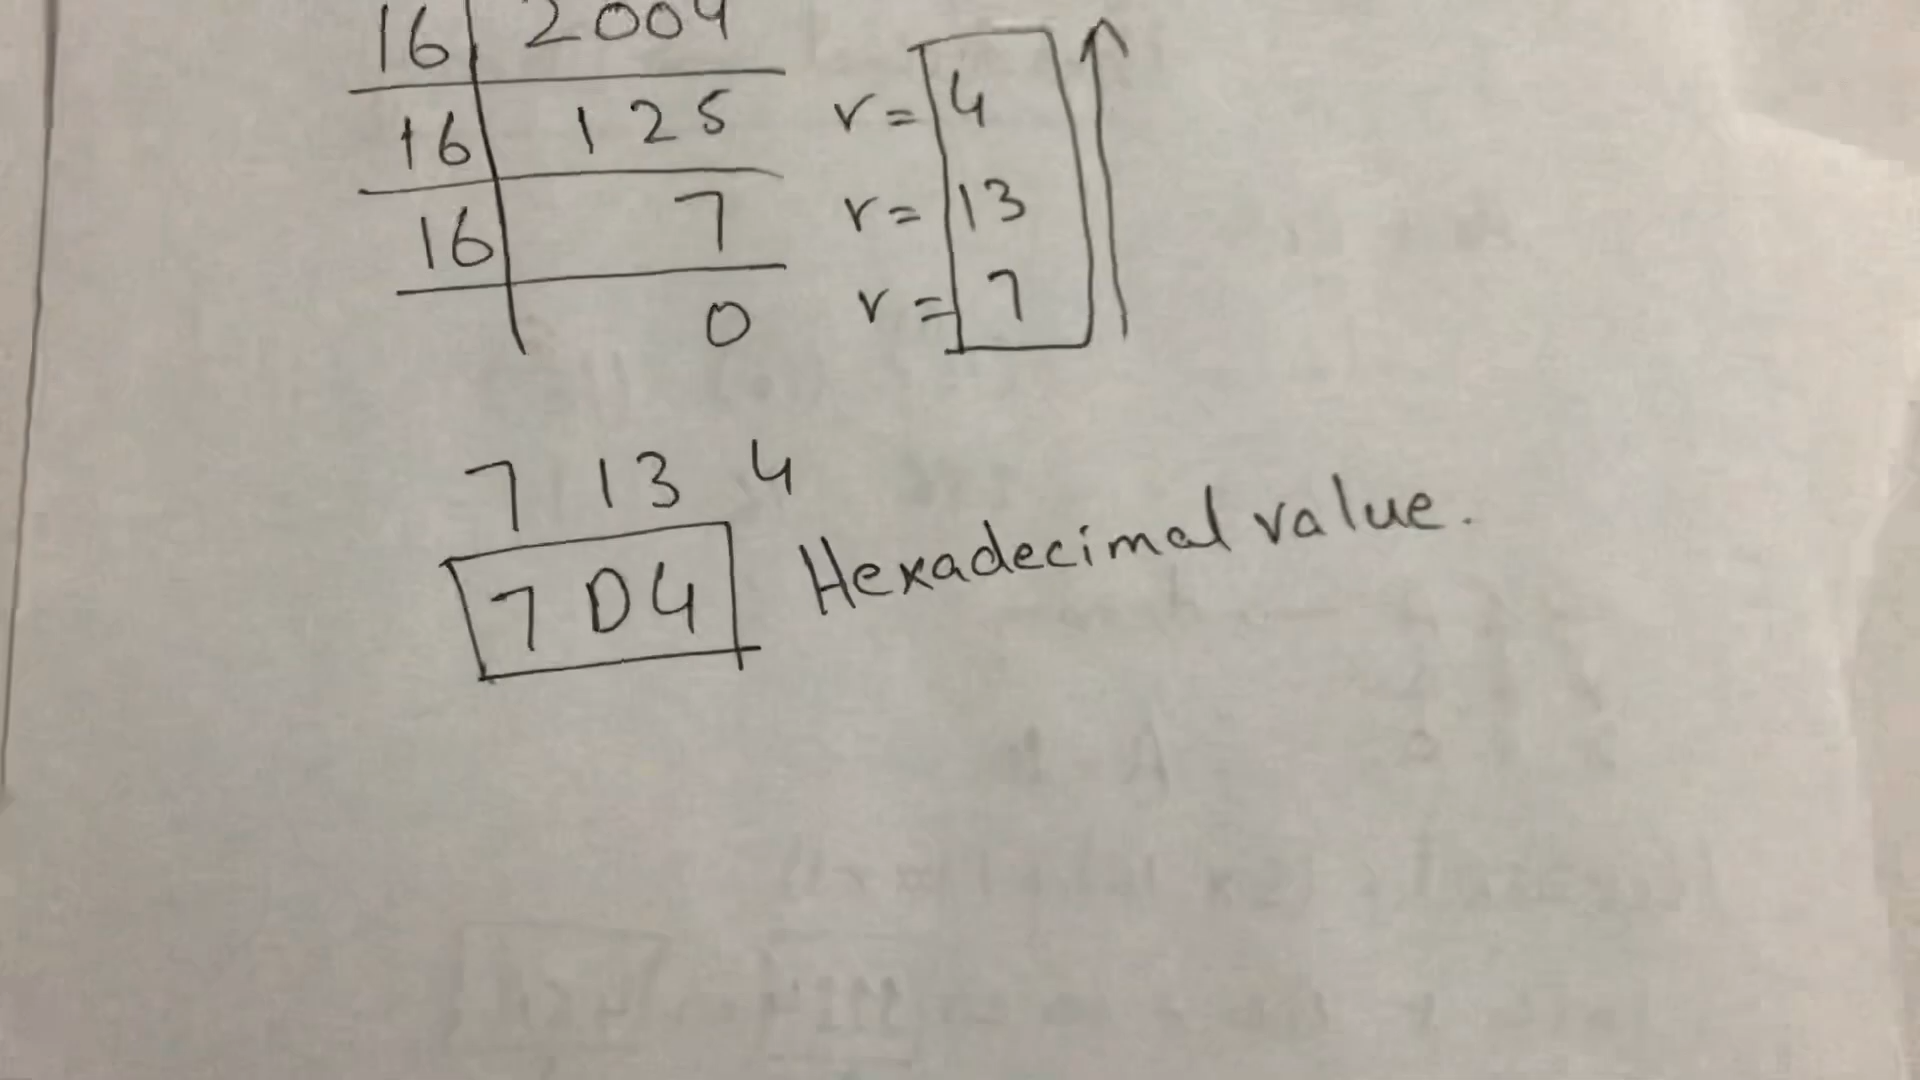 16 2004
16 125 r = 4
16 7 r = 13
0 r = 7
7 13 4
7D4 Hexadecimal value.